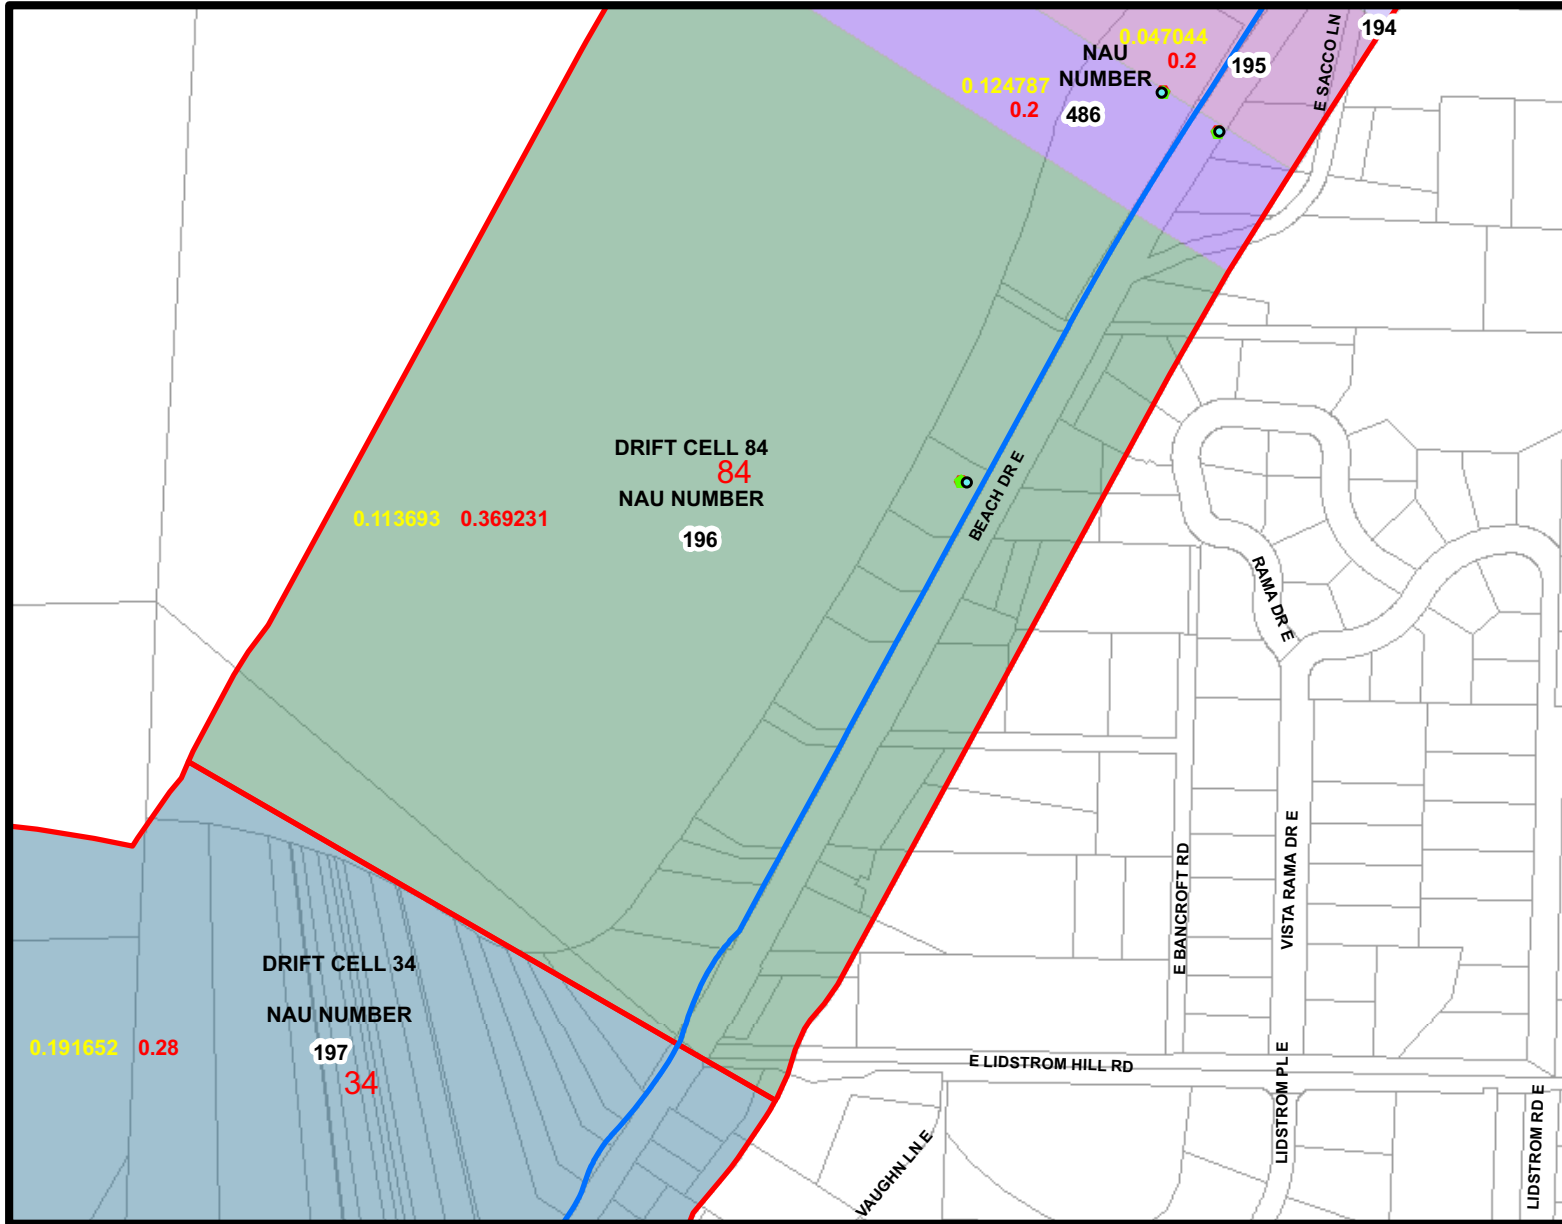 194
E SACCO LN
0.047044
0.2
NAU
NUMBER
195
0.124787
0.2
486
DRIFT CELL 84
84
NAU NUMBER
0.113693 0.369231
196
BEACH DR E
RAMA DR E
VISTA RAMA DR E
E BANCROFT RD
DRIFT CELL 34
NAU NUMBER
0.191652 0.28
197
34
E LIDSTROM HILL RD
LIDSTROM PL E
LIDSTROM RD E
VAUGHN LN E